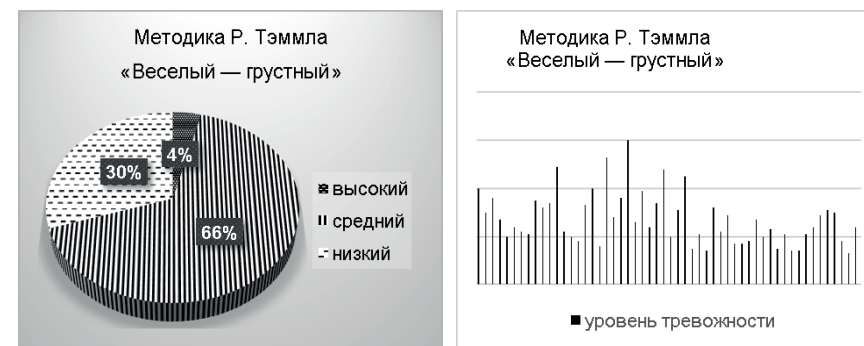 Методика Р. Тэммла
«Веселый — грустный»
4%
30%
66%
высокий
средний
низкий
Методика Р. Тэммла
«Веселый — грустный»
уровень тревожности